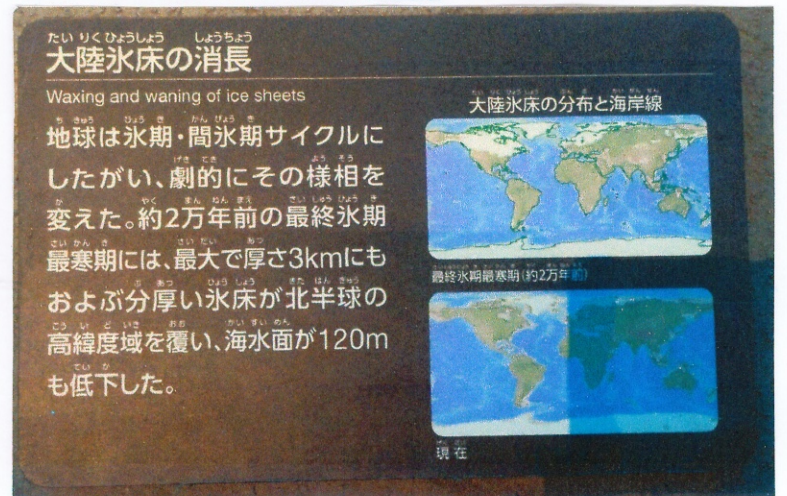 大陸氷床の消長
Waxing and waning of ice sheets
地球は氷期・間氷期サイクルに
したがい、劇的にその様相を
変えた。約2万年前の最終氷期
最寒期には、最大で厚さ3kmにも
およぶ分厚い氷床が北半球の
高緯度域を覆い、海水面が120m
も低下した。
大陸氷床の分布と海岸線
最終氷期最寒期(約2万年前)
現在